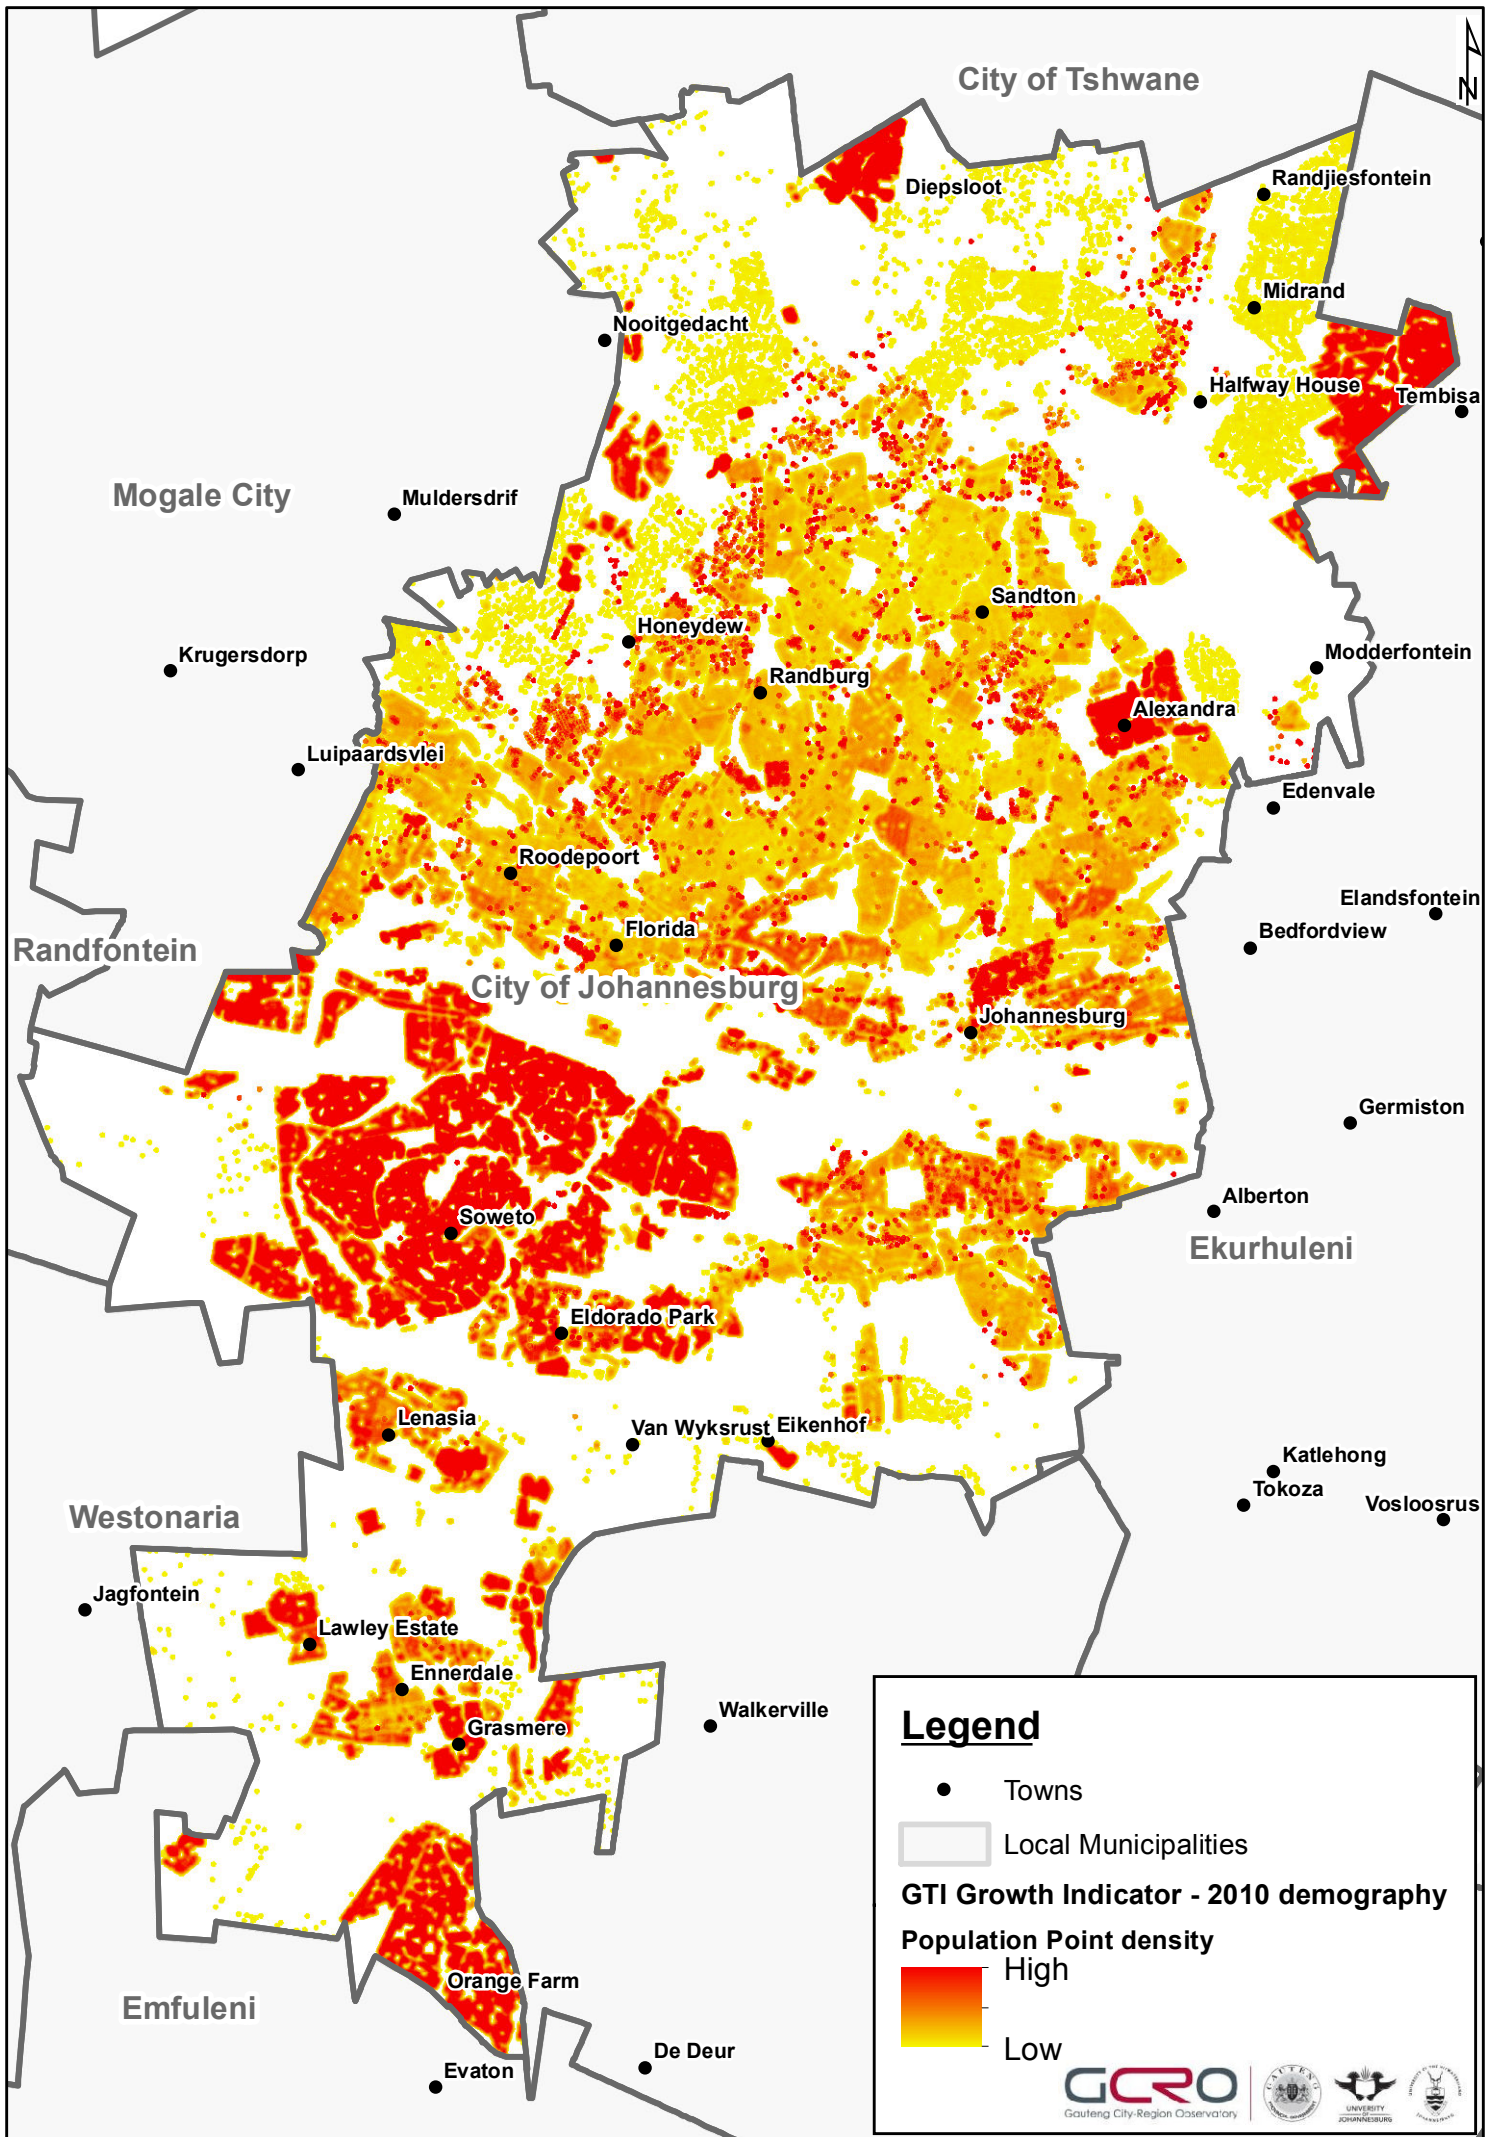 N
City of Tshwane
Randjiesfontein
Diepsloot
Midrand
Nooitgedacht
Halfway House
Tembisa
Mogale City
Muldersdrif
Sandton
Honeydew
Krugersdorp
Modderfontein
Randburg
Alexandra
Luipaardsvlei
Edenvale
Roodepoort
Elandsfontein
Florida
Bedfordview
Randfontein
City of Johannesburg
Johannesburg
Germiston
Alberton
Soweto
Ekurhuleni
Eldorado Park
Lenasia
Van Wyksrust
Eikenhof
Katlehong
Tokoza
Vosloosrus
Westonaria
Jagfontein
Lawley Estate
Ennerdale
Walkerville
Grasmere
Orange Farm
Emfuleni
De Deur
Evaton
Legend
Towns
Local Municipalities
GTI Growth Indicator - 2010 demography
Population Point density
High
Low
GCRO
Gauteng City-Region Observatory
UNIVERSITY
OF
JOHANNESBURG